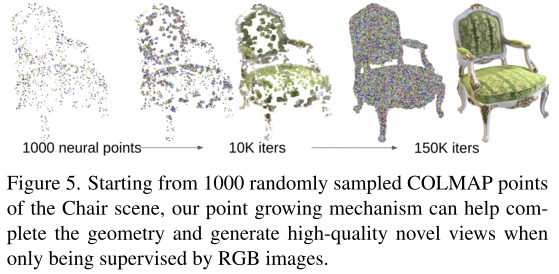 1000 neural points 10K iters 150K iters
Figure 5. Starting from 1000 randomly sampled COLMAP points
of the Chair scene, our point growing mechanism can help com-
plete the geometry and generate high-quality novel views when
only being supervised by RGB images.